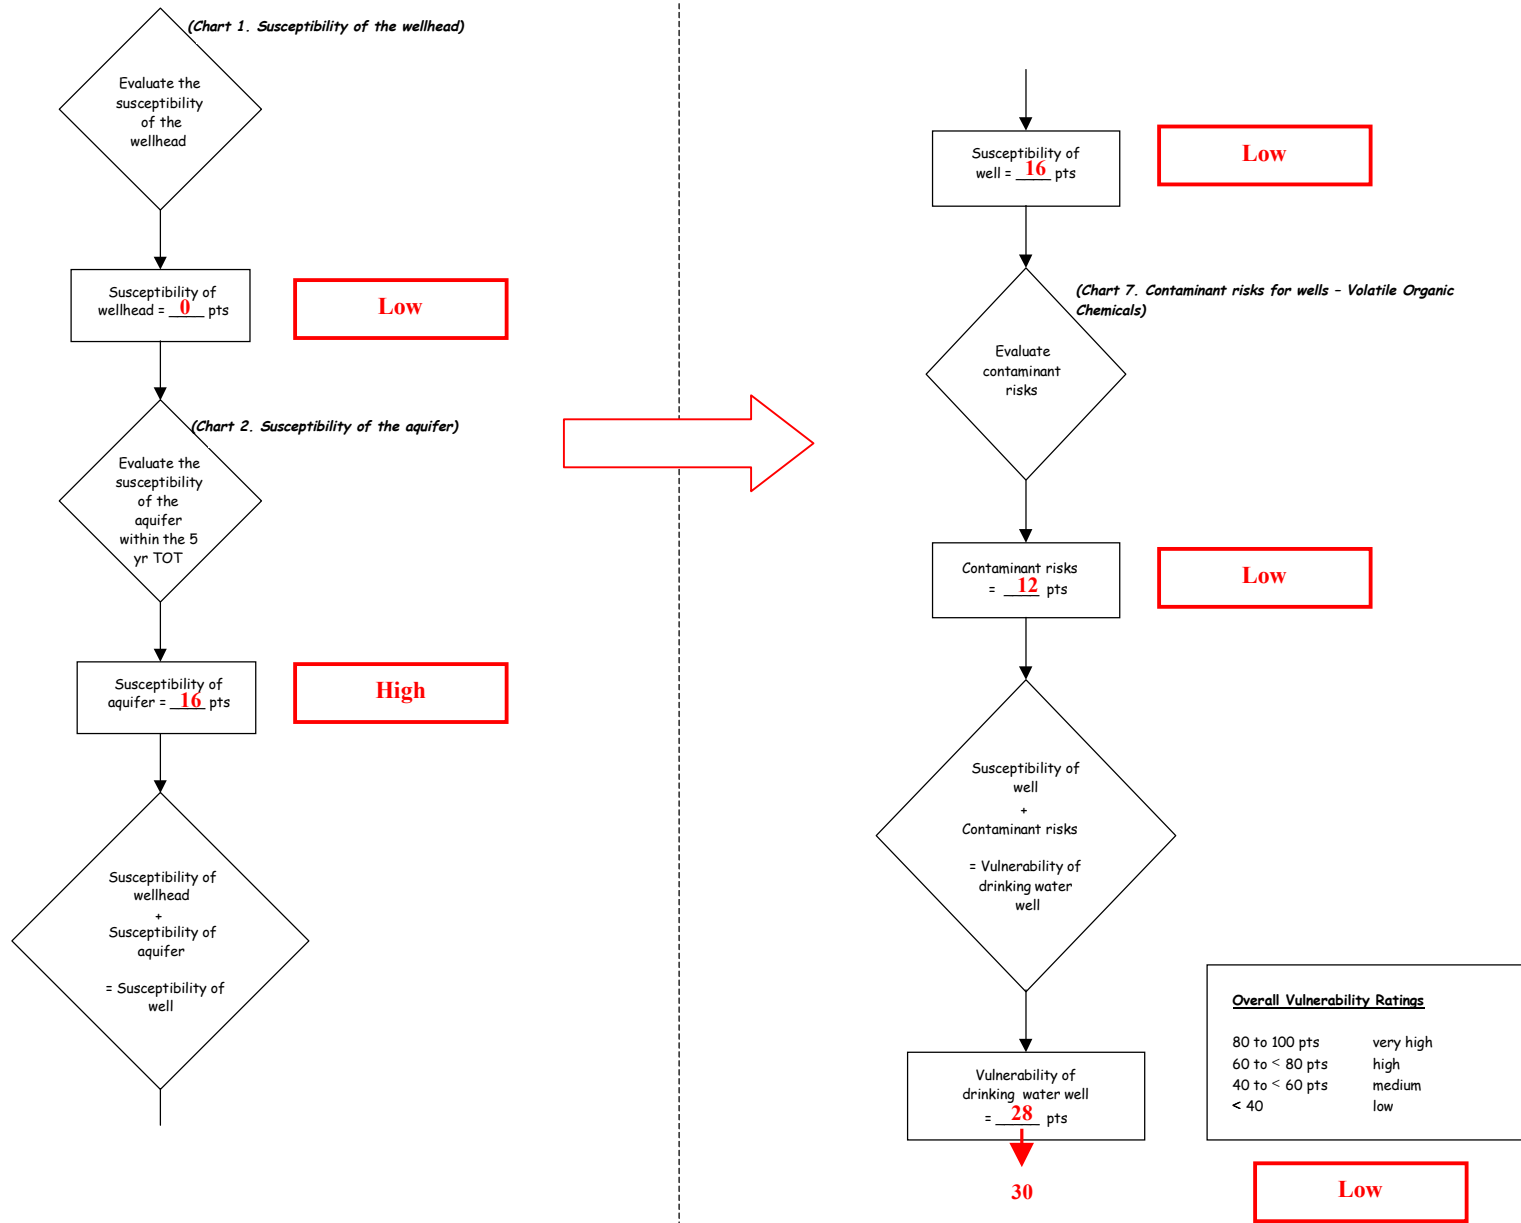 (Chart 1. Susceptibility of the wellhead)
Evaluate the
susceptibility
of the
wellhead
Susceptibility of
wellhead = 0 pts
Low
(Chart 2. Susceptibility of the aquifer)
Evaluate the
susceptibility
of the
aquifer
within the 5
yr TOT
Susceptibility of
aquifer = 16 pts
High
Susceptibility of
wellhead
+
Susceptibility of
aquifer
= Susceptibility of
well
Susceptibility of
well = 16 pts
Low
(Chart 7. Contaminant risks for wells – Volatile Organic
Chemicals)
Evaluate
contaminant
risks
Contaminant risks
= 12 pts
Low
Susceptibility of
well
+
Contaminant risks
= Vulnerability of
drinking water
well
Vulnerability of
drinking water well
= 28 pts
30
Overall Vulnerability Ratings
80 to 100 pts very high
60 to < 80 pts high
40 to < 60 pts medium
< 40 low
Low